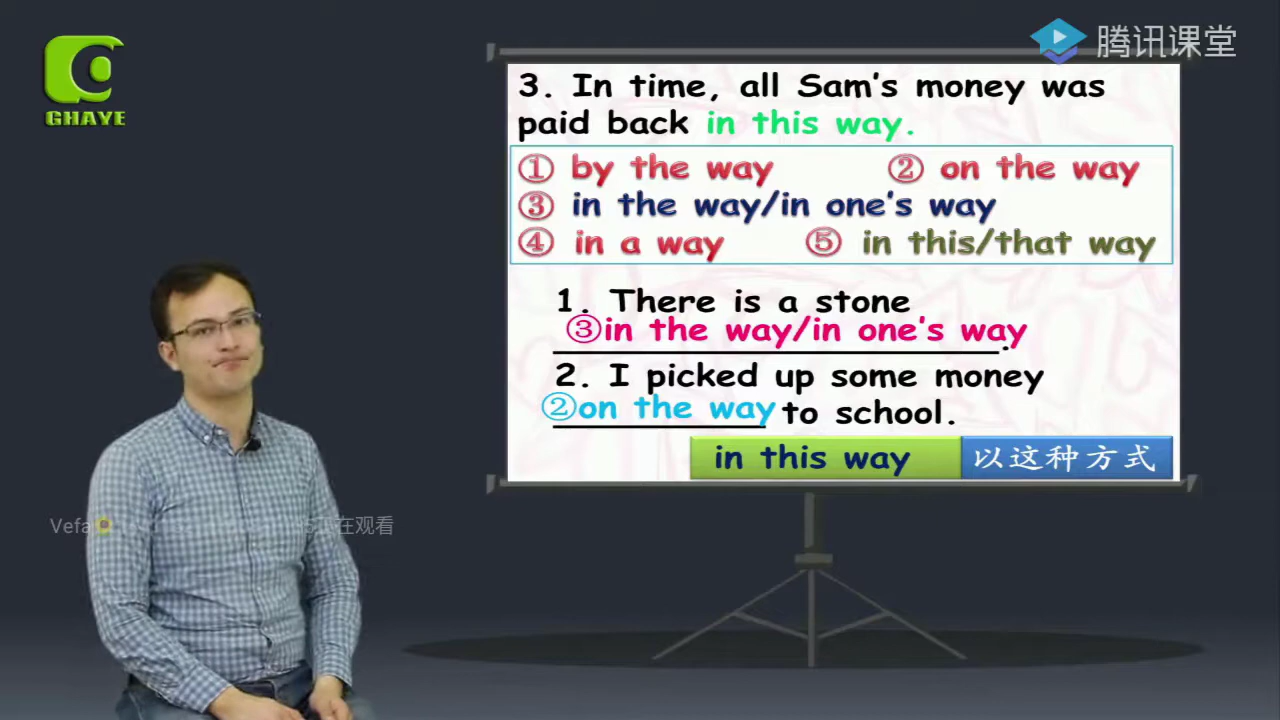 GHAYE
腾讯课堂
3. In time, all Sam's money was
paid back in this way.
① by the way ② on the way
③ in the way/in one's way
④ in a way ⑤ in this/that way
1. There is a stone
③in the way/in one's way.
2. I picked up some money
②on the way to school.
in this way 以这种方式
正在观看